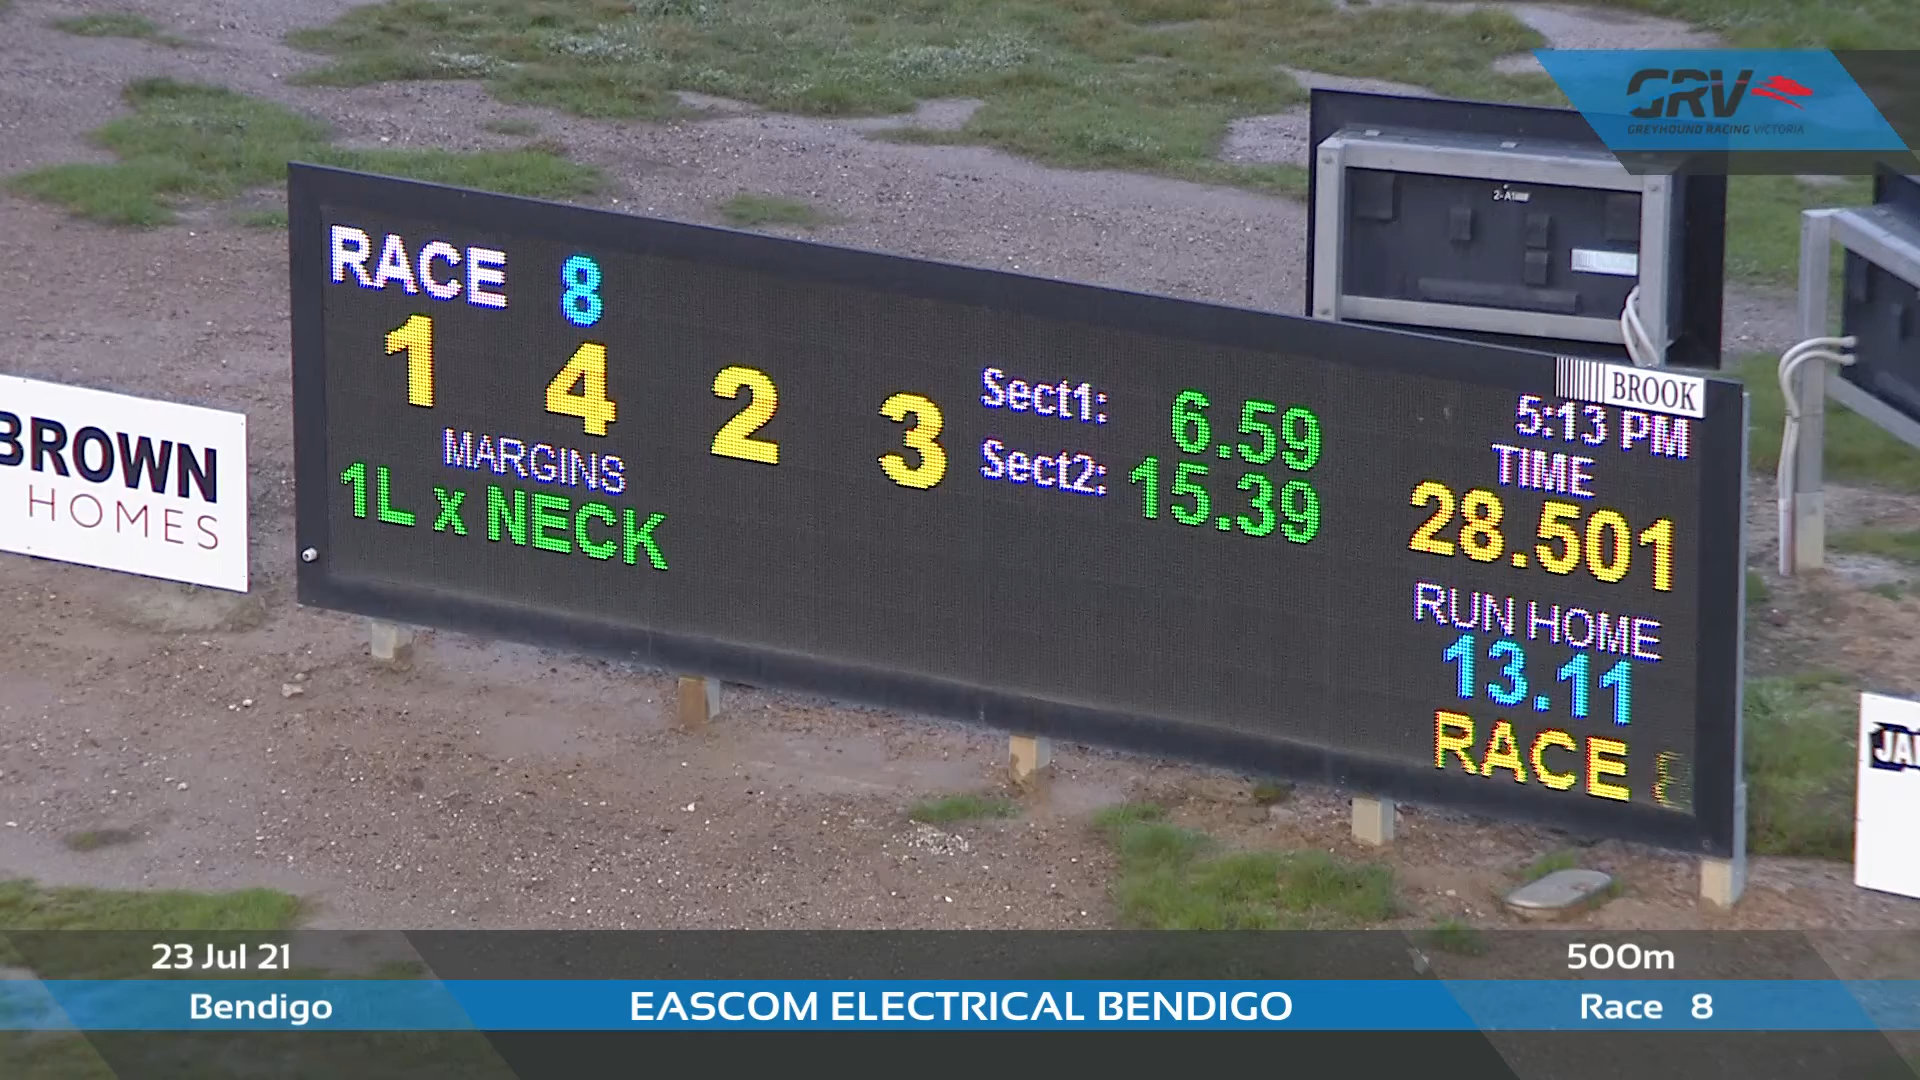 GRV
GREYHOUND RACING VICTORIA
RACE 8
1 4 2 3
MARGINS
1L x NECK
Sect1: 6.59
Sect2: 15.39
BROOK
5:13 PM
TIME
28.501
RUN HOME
13.11
RACE
BROWN
HOMES
23 Jul 21
Bendigo
EASCOM ELECTRICAL BENDIGO
500m
Race 8